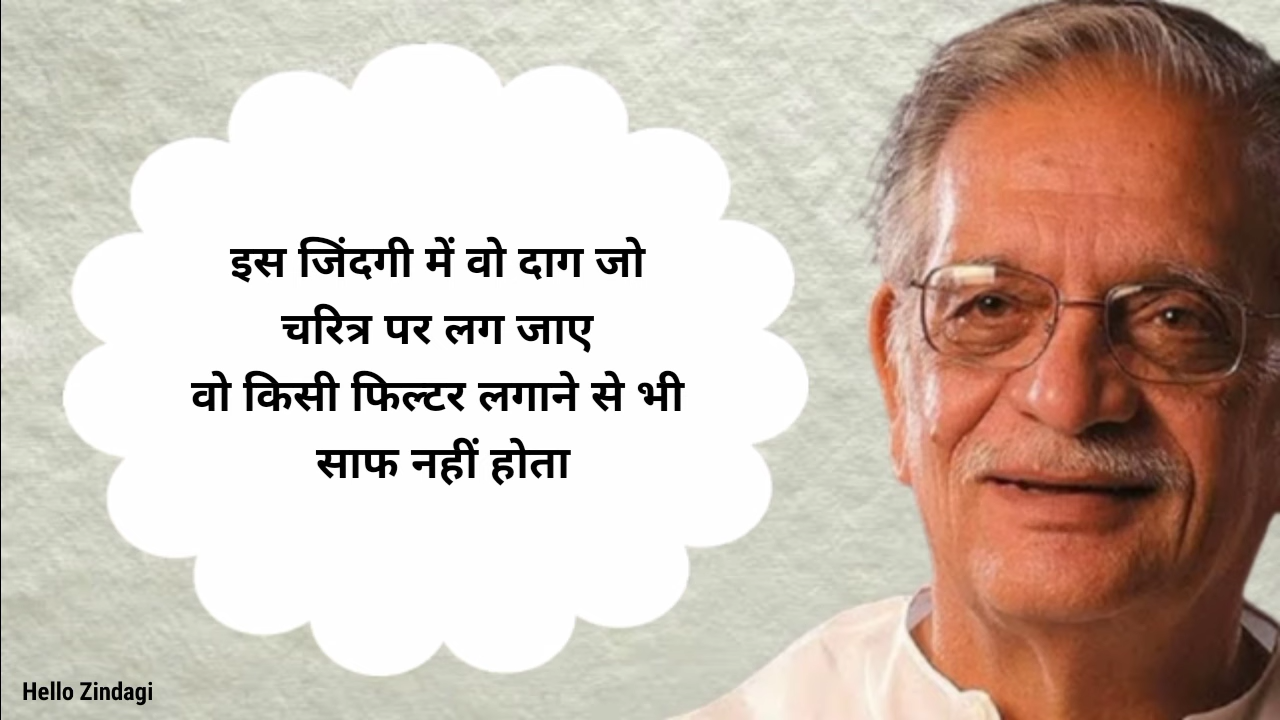 इस जिंदगी में वो दाग जो
चरित्र पर लग जाए
वो किसी फिल्टर लगाने से भी
साफ नहीं होता
Hello Zindagi